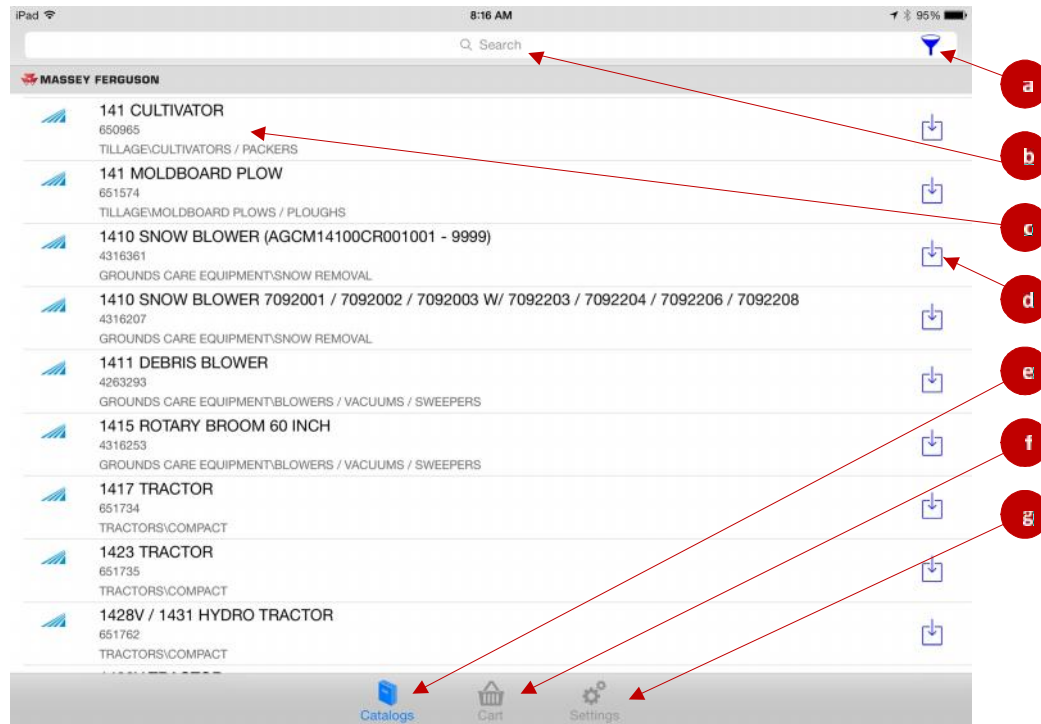 iPad 8:16 AM 95%
Search
MASSEY FERGUSON
a
141 CULTIVATOR
650965
TILLAGE\CULTIVATORS / PACKERS
b
141 MOLDBOARD PLOW
651574
TILLAGE\MOLDBOARD PLOWS / PLOUGHS
c
1410 SNOW BLOWER (AGCM14100CR001001 - 9999)
4316361
GROUNDS CARE EQUIPMENT\SNOW REMOVAL
d
1410 SNOW BLOWER 7092001 / 7092002 / 7092003 W/ 7092203 / 7092204 / 7092206 / 7092208
4316207
GROUNDS CARE EQUIPMENT\SNOW REMOVAL
1411 DEBRIS BLOWER
e
4263293
GROUNDS CARE EQUIPMENT\BLOWERS / VACUUMS / SWEEPERS
1415 ROTARY BROOM 60 INCH
f
4316253
GROUNDS CARE EQUIPMENT\BLOWERS / VACUUMS / SWEEPERS
1417 TRACTOR
651734
g
TRACTORS\COMPACT
1423 TRACTOR
651735
TRACTORS\COMPACT
1428V / 1431 HYDRO TRACTOR
651762
TRACTORS\COMPACT
Catalogs Cart Settings